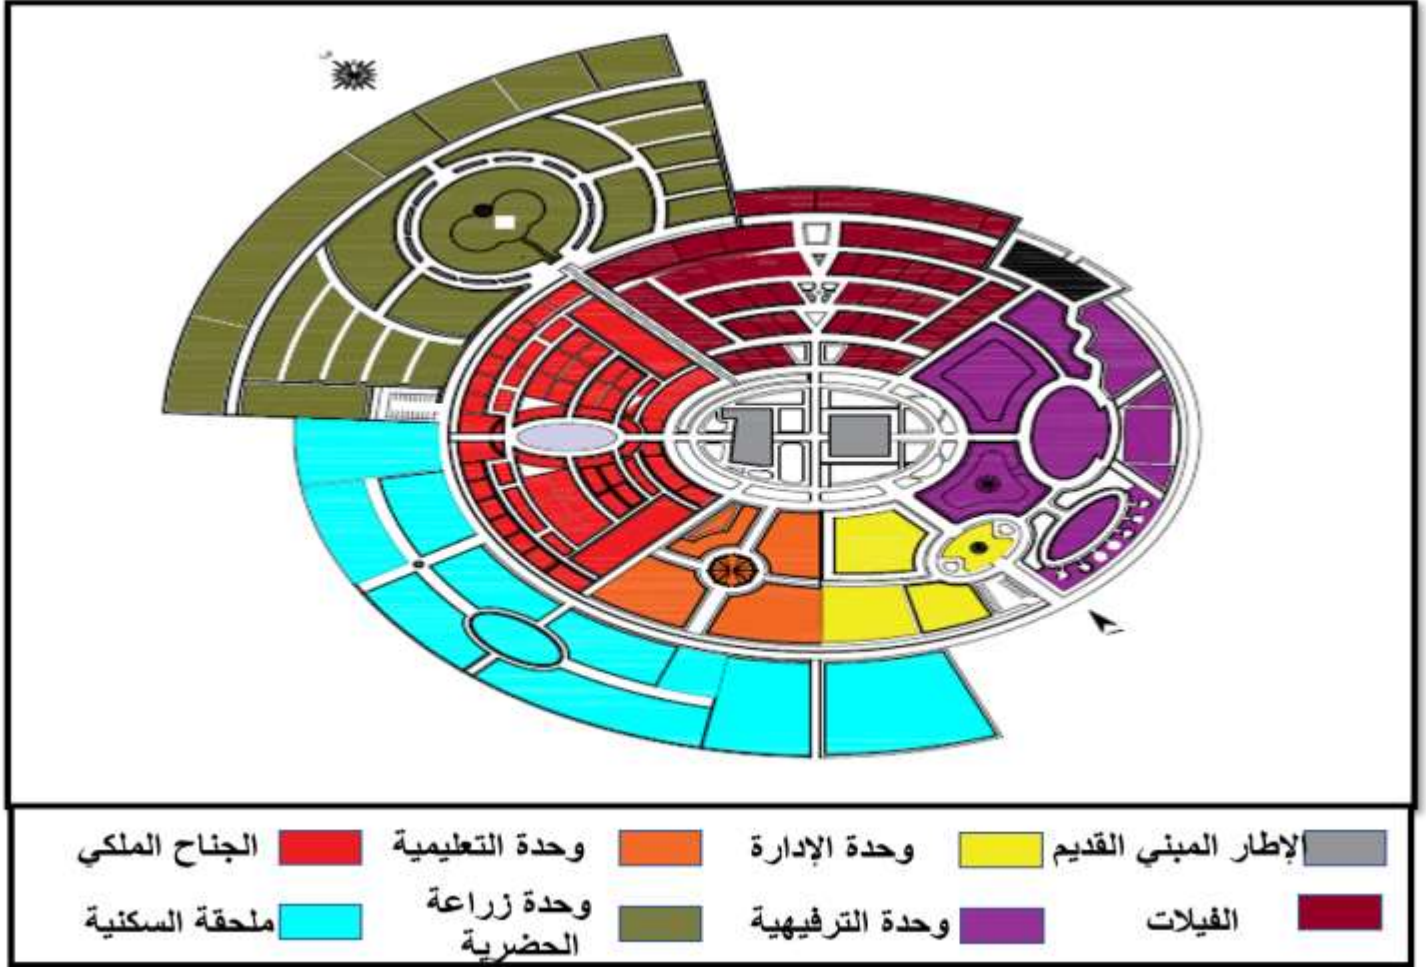 الإطار المبني القديم
وحدة الإدارة
وحدة التعليمية
الجناح الملكي
الفيلات
وحدة الترفيهية
وحدة زراعة
الحضرية
ملحقة السكنية